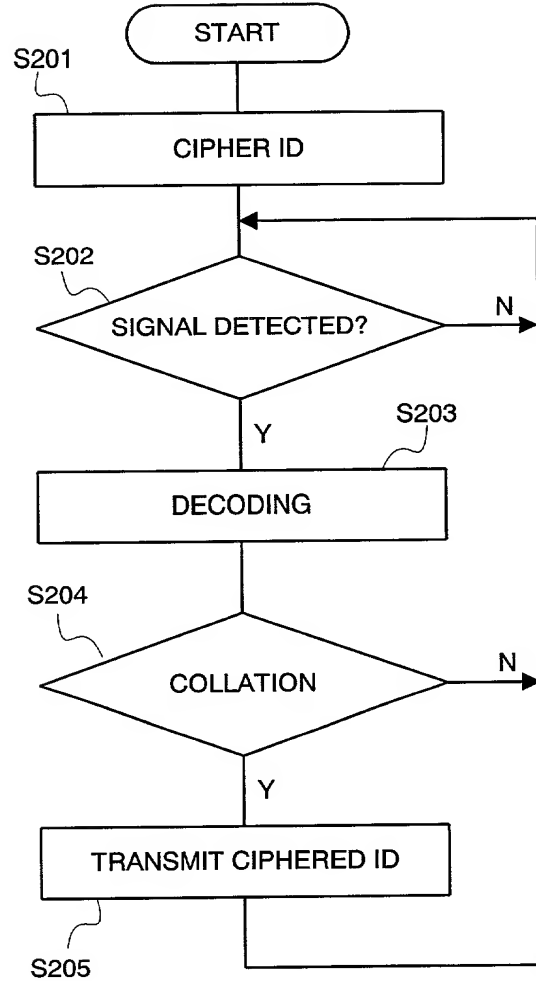 START
S201
CIPHER ID
S202
SIGNAL DETECTED?
N
Y
S203
DECODING
S204
COLLATION
N
Y
TRANSMIT CIPHERED ID
S205